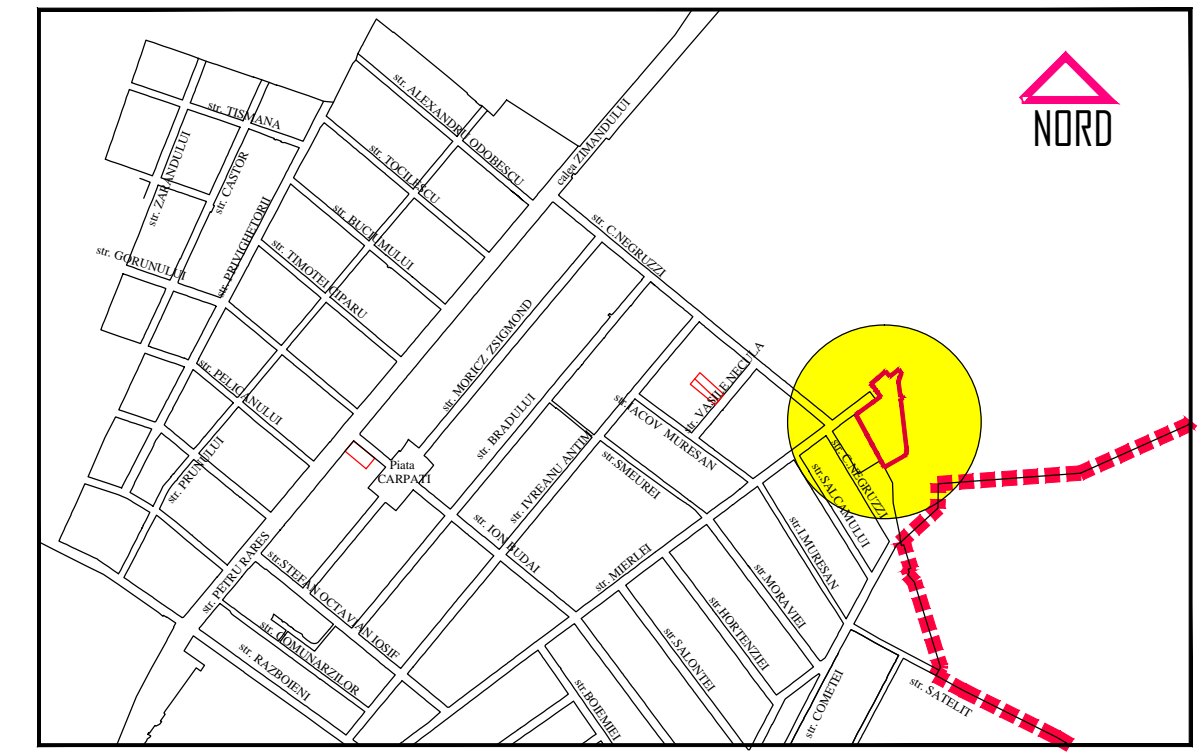 NORD
str. ALEXANDRU ODOBESCU
calea ZIMANDULUI
str. TISMANA
str. ZARANDULUI
str. CASTOR
str. TOCILESCU
str. BUCIUMULUI
str. PRIVIGHETORII
str. GORUNULUI
str. TIMOTEI CIPARU
str. C.NEGRUZZI
str. MORICZ ZSIGMOND
str. PELICANULUI
str. VASILE NECULA
str. BRADULUI
str.IACOV MURESAN
str. PRUNULUI
Piata
CARPATI
str. IVREANU ANTIM
str.SMEUREI
str. C.NEGRUZZI
str.SALCAMULUI
str. ION BUDAI
str. MIERLEI
str.I.MURESAN
str. PETRU RARES
str.STEFAN OCTAVIAN IOSIF
str.MORAVIEI
str.HORTENZIEI
str. COMUNARZILOR
str. RAZBOIENI
str.SALONTEI
str.BOIEMIEI
str. COMETEI
str. SATELIT